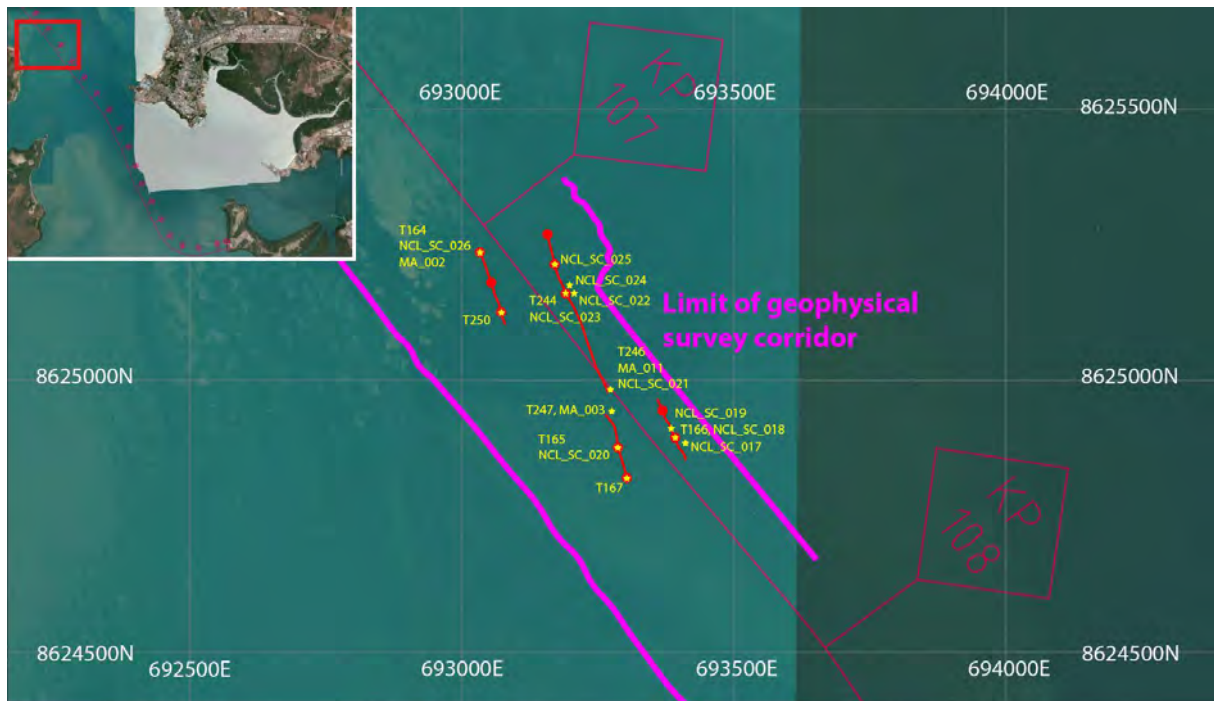 693000E
693500E
694000E
8625500N
KP
107
T164
NCL_SC_026
MA_002
NCL_SC_025
NCL_SC_024
T244
NCL_SC_022
NCL_SC_023
T250
Limit of geophysical
survey corridor
T246
MA_011
NCL_SC_021
8625000N
8625000N
T247, MA_003
NCL_SC_019
T166, NCL_SC_018
NCL_SC_017
T165
NCL_SC_020
T167
KP
108
8624500N
692500E
693000E
693500E
694000E
8624500N